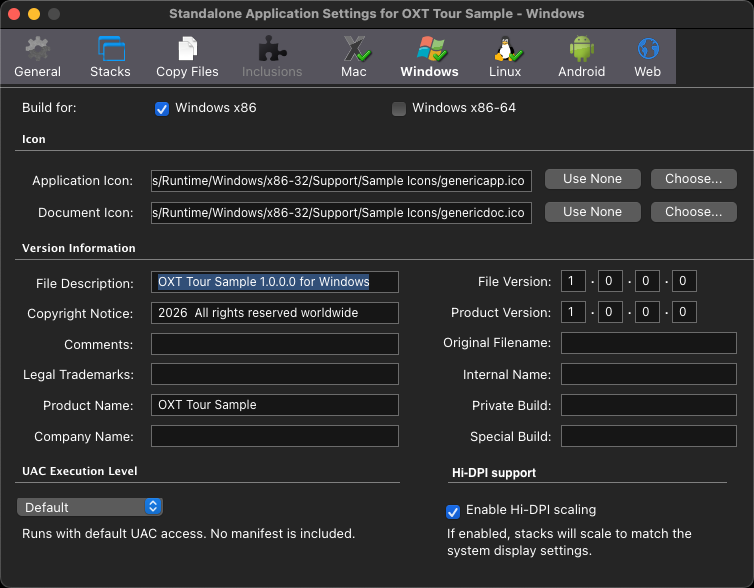 Standalone Application Settings for OXT Tour Sample - Windows
General Stacks Copy Files Inclusions Mac Windows Linux Android Web
Build for: Windows x86 Windows x86-64
Icon
Application Icon: s/Runtime/Windows/x86-32/Support/Sample Icons/genericapp.ico Use None Choose...
Document Icon: s/Runtime/Windows/x86-32/Support/Sample Icons/genericdoc.ico Use None Choose...
Version Information
File Description: OXT Tour Sample 1.0.0.0 for Windows File Version: 1 . 0 . 0 . 0
Copyright Notice: 2026  All rights reserved worldwide Product Version: 1 . 0 . 0 . 0
Comments: Original Filename:
Legal Trademarks: Internal Name:
Product Name: OXT Tour Sample Private Build:
Company Name: Special Build:
UAC Execution Level Hi-DPI support
Default Enable Hi-DPI scaling
Runs with default UAC access. No manifest is included. If enabled, stacks will scale to match the
system display settings.